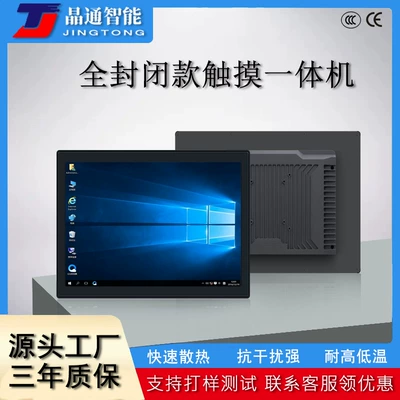 晶通智能
JINGTONG
全封闭款触摸一体机
源头工厂
三年质保
快速散热 抗干扰强 耐高低温
支持打样测试 联系客服领优惠